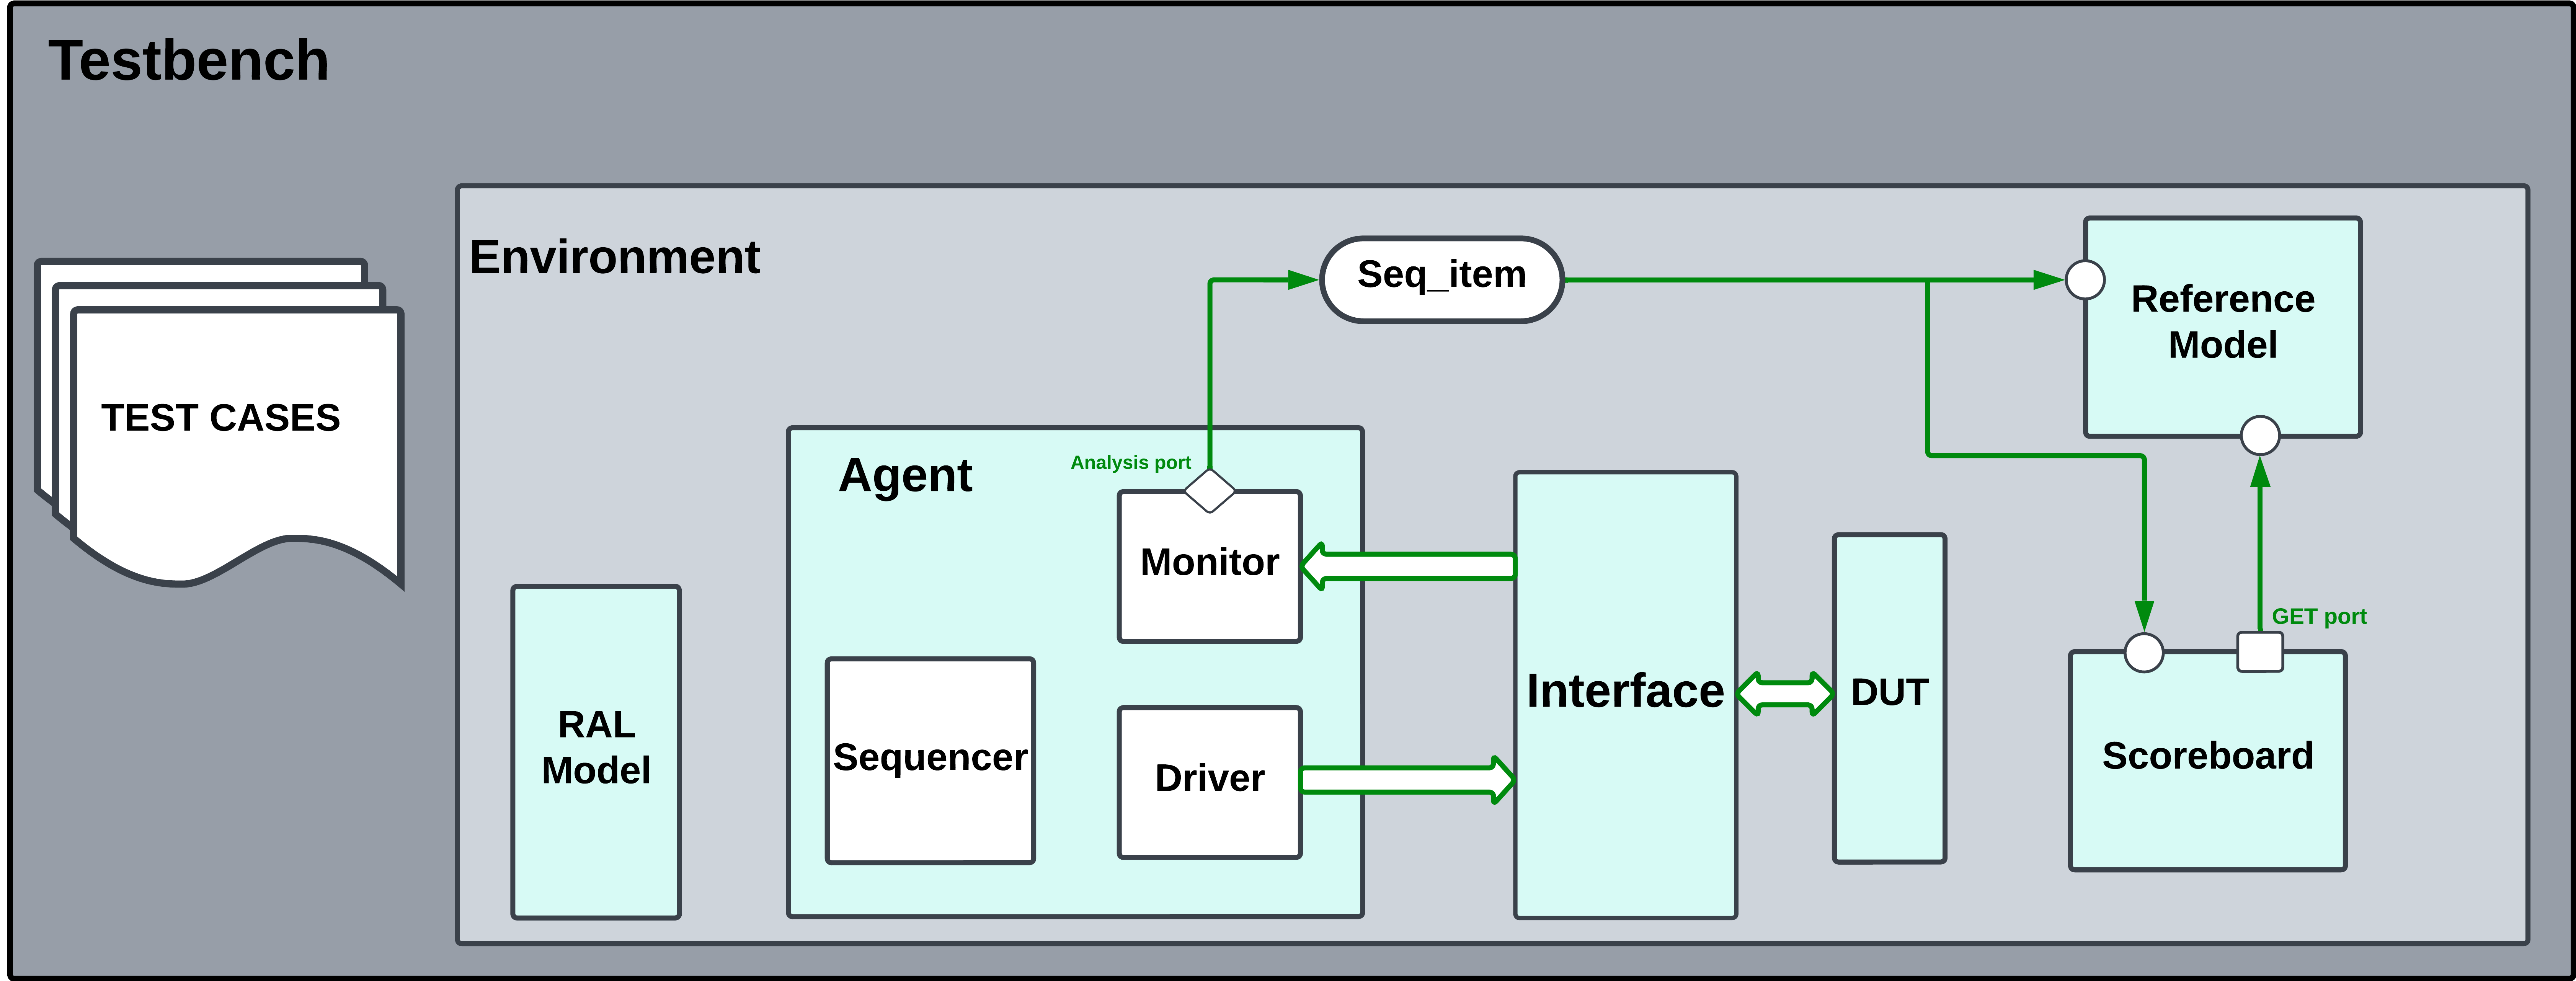 Testbench
Environment
Seq_item
Reference
Model
TEST CASES
Agent
Analysis port
Monitor
GET port
Interface
DUT
RAL
Model
Sequencer
Driver
Scoreboard